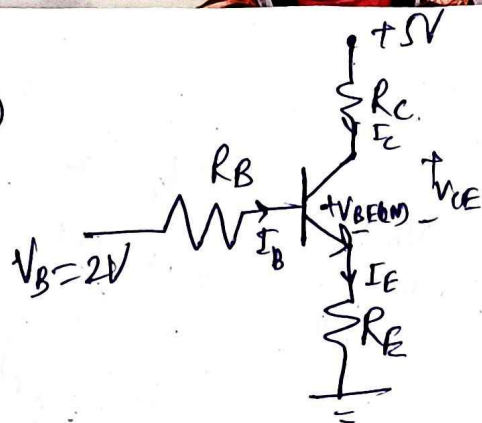 )
+5V
RC.
IC
RB
+VBE(ON) -
+
VCE
IB
VB=2V
IE
RE